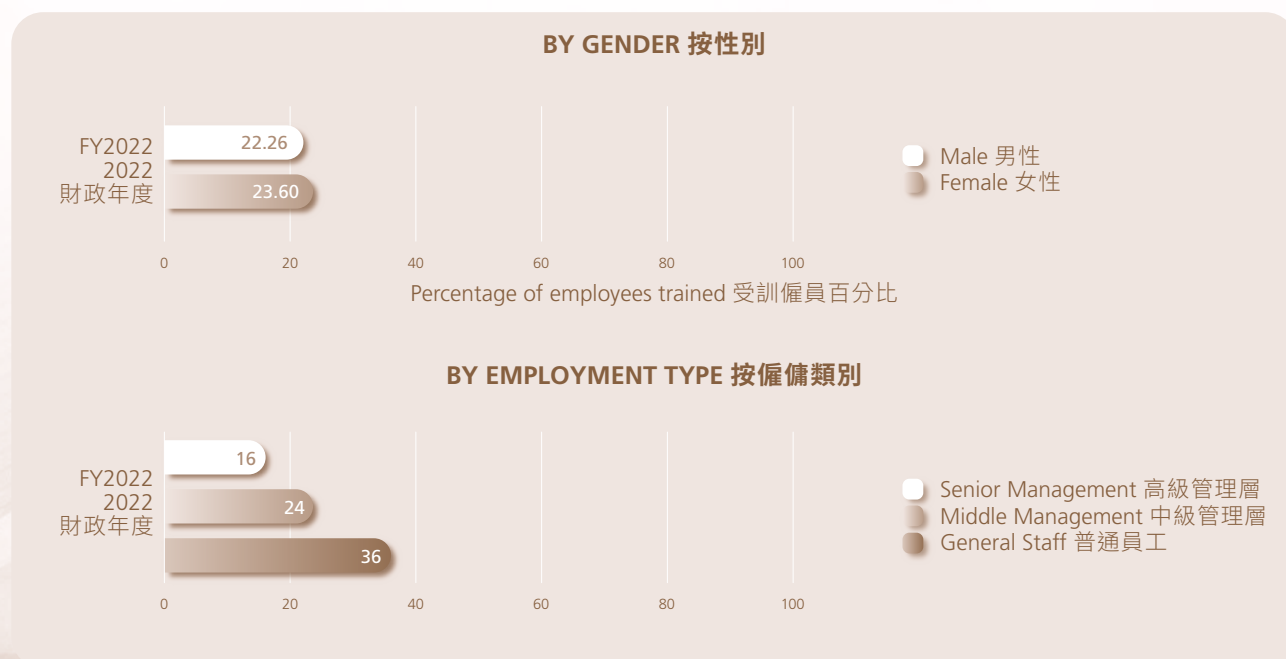 BY GENDER 按性別
FY2022
2022
財政年度
22.26
23.60
Male 男性
Female 女性
0 20 40 60 80 100
Percentage of employees trained 受訓僱員百分比
BY EMPLOYMENT TYPE 按僱傭類別
FY2022
2022
財政年度
16
24
36
Senior Management 高級管理層
Middle Management 中級管理層
General Staff 普通員工
0 20 40 60 80 100